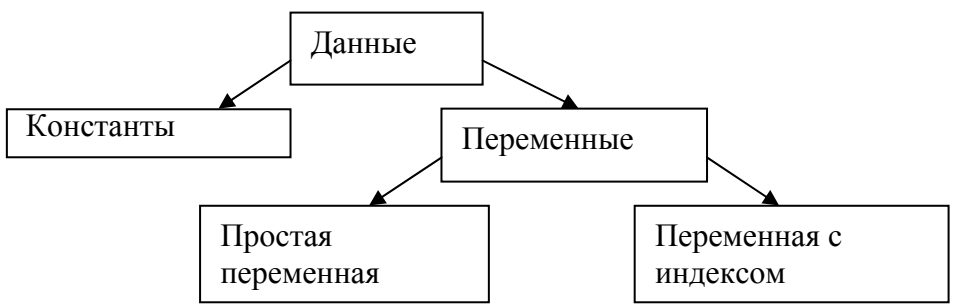 Данные
Константы
Переменные
Простая
переменная
Переменная с
индексом